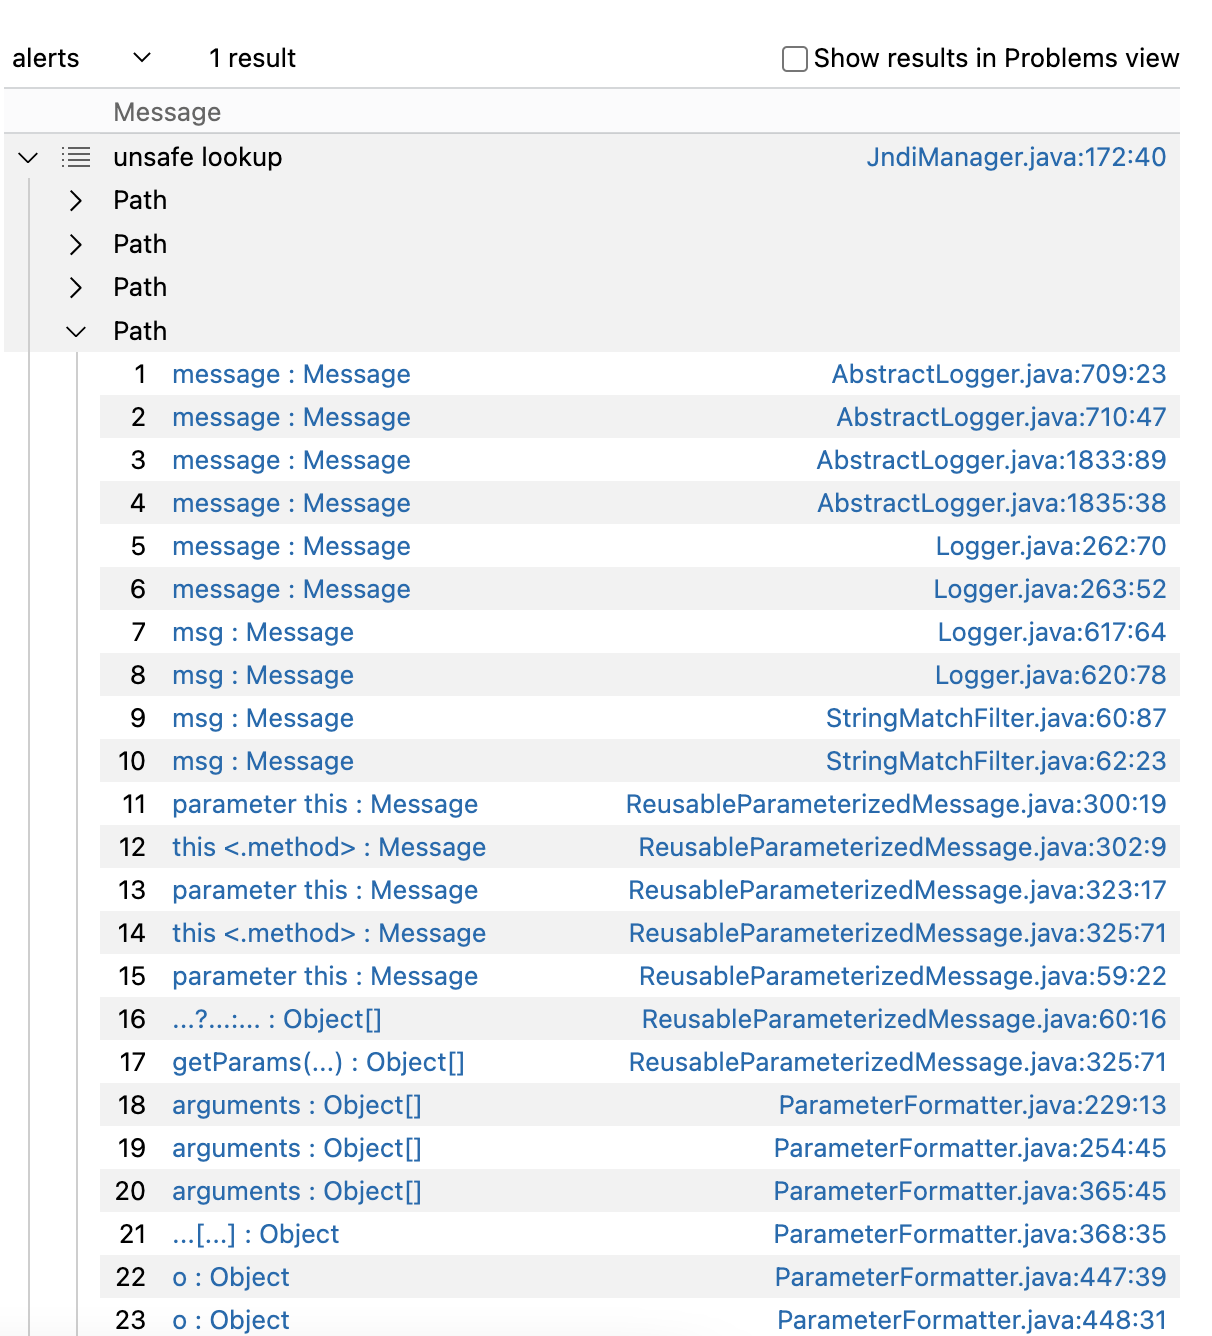 alerts 1 result Show results in Problems view
Message
unsafe lookup JndiManager.java:172:40
Path
Path
Path
Path
1 message : Message AbstractLogger.java:709:23
2 message : Message AbstractLogger.java:710:47
3 message : Message AbstractLogger.java:1833:89
4 message : Message AbstractLogger.java:1835:38
5 message : Message Logger.java:262:70
6 message : Message Logger.java:263:52
7 msg : Message Logger.java:617:64
8 msg : Message Logger.java:620:78
9 msg : Message StringMatchFilter.java:60:87
10 msg : Message StringMatchFilter.java:62:23
11 parameter this : Message ReusableParameterizedMessage.java:300:19
12 this <.method> : Message ReusableParameterizedMessage.java:302:9
13 parameter this : Message ReusableParameterizedMessage.java:323:17
14 this <.method> : Message ReusableParameterizedMessage.java:325:71
15 parameter this : Message ReusableParameterizedMessage.java:59:22
16 ...?...:... : Object[] ReusableParameterizedMessage.java:60:16
17 getParams(...) : Object[] ReusableParameterizedMessage.java:325:71
18 arguments : Object[] ParameterFormatter.java:229:13
19 arguments : Object[] ParameterFormatter.java:254:45
20 arguments : Object[] ParameterFormatter.java:365:45
21 ...[...] : Object ParameterFormatter.java:368:35
22 o : Object ParameterFormatter.java:447:39
23 o : Object ParameterFormatter.java:448:31